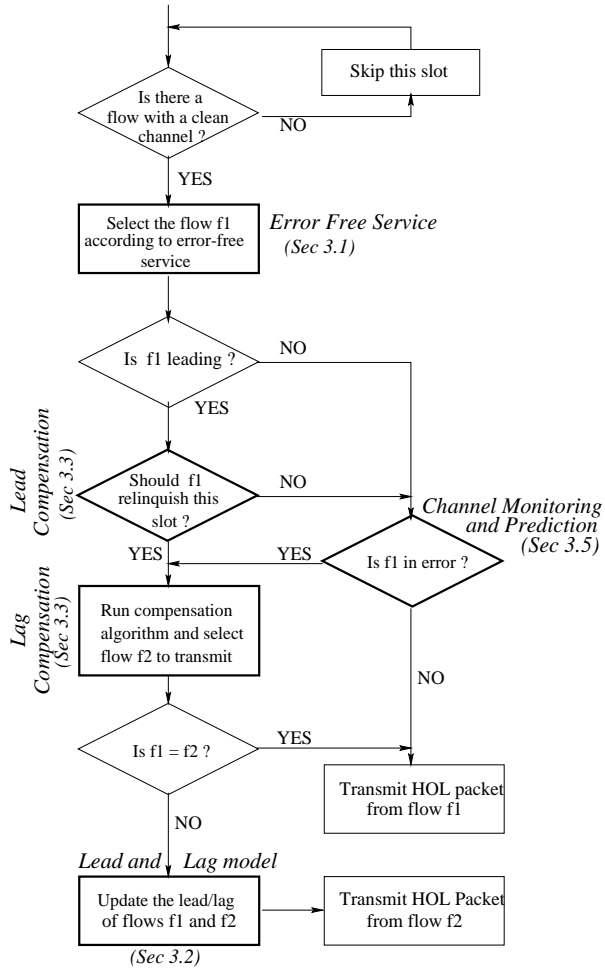 Skip this slot
Is there a
flow with a clean
channel ?
NO
YES
Select the flow f1
according to error-free
service
Error Free Service
(Sec 3.1)
Is f1 leading ?
NO
YES
Lead
Compensation
(Sec 3.3)
Should f1
relinquish this
slot ?
NO
Channel Monitoring
and Prediction
(Sec 3.5)
YES
YES
Is f1 in error ?
Lag
Compensation
(Sec 3.3)
Run compensation
algorithm and select
flow f2 to transmit
NO
Is f1 = f2 ?
YES
Transmit HOL packet
from flow f1
NO
Lead and Lag model
Update the lead/lag
of flows f1 and f2
Transmit HOL Packet
from flow f2
(Sec 3.2)